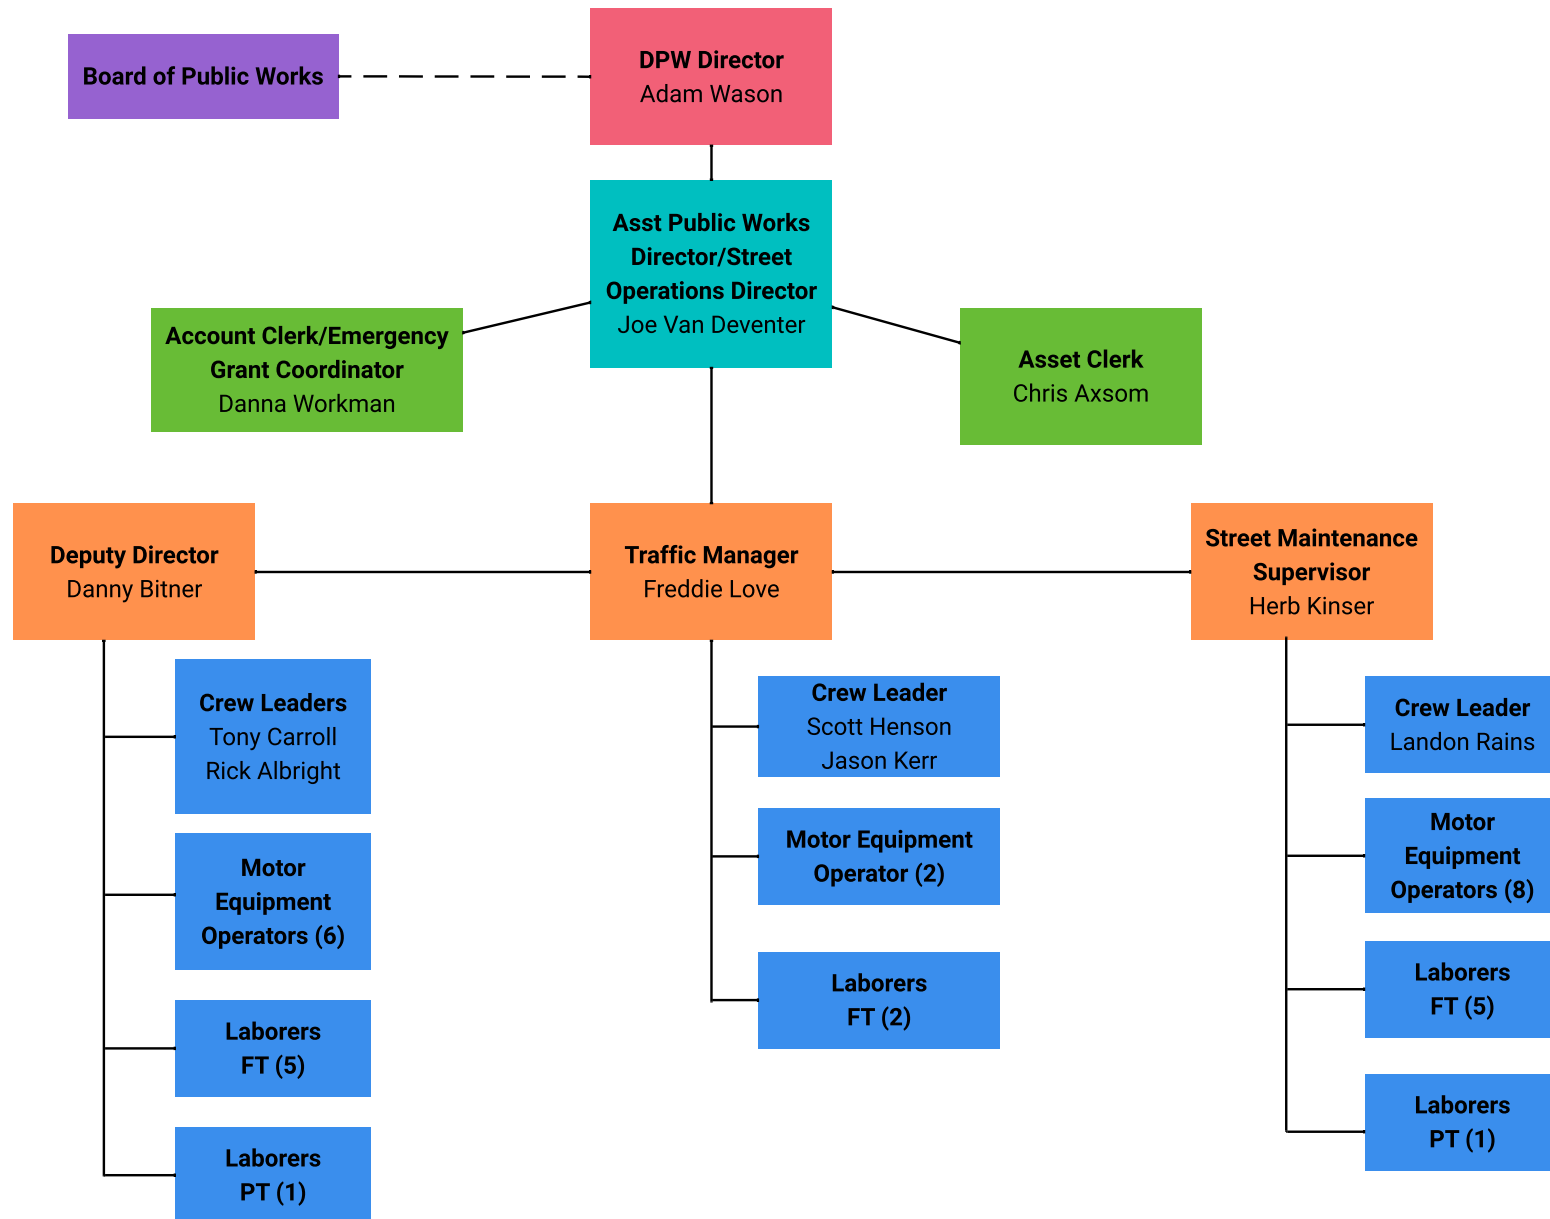 Board of Public Works
DPW Director
Adam Wason
Asst Public Works
Director/Street
Operations Director
Joe Van Deventer
Account Clerk/Emergency
Grant Coordinator
Danna Workman
Asset Clerk
Chris Axsom
Deputy Director
Danny Bitner
Traffic Manager
Freddie Love
Street Maintenance
Supervisor
Herb Kinser
Crew Leaders
Tony Carroll
Rick Albright
Motor
Equipment
Operators (6)
Laborers
FT (5)
Laborers
PT (1)
Crew Leader
Scott Henson
Jason Kerr
Motor Equipment
Operator (2)
Laborers
FT (2)
Crew Leader
Landon Rains
Motor
Equipment
Operators (8)
Laborers
FT (5)
Laborers
PT (1)